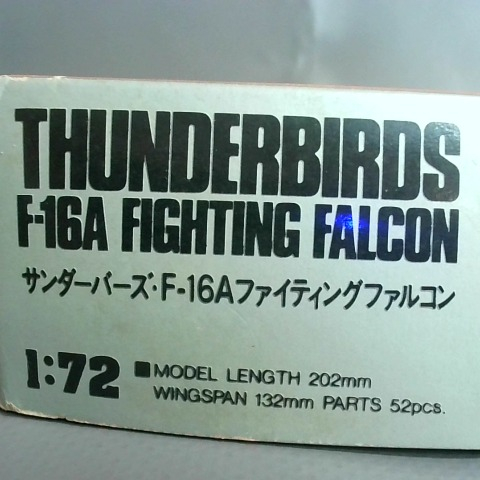 THUNDERBIRDS
F-16A FIGHTING FALCON
サンダーバーズ・F-16Aファイティングファルコン
1:72 ■MODEL LENGTH 202mm
WINGSPAN 132mm PARTS 52pcs.